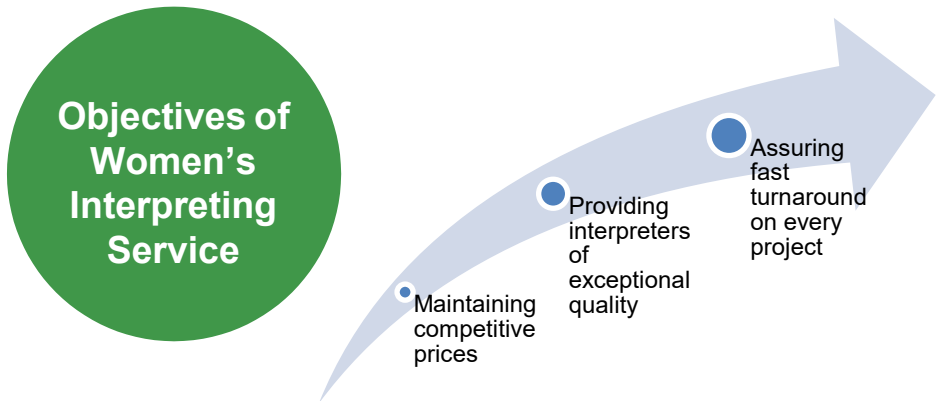 Objectives of
Women’s
Interpreting
Service
Maintaining
competitive
prices
Providing
interpreters
of
exceptional
quality
Assuring
fast
turnaround
on every
project